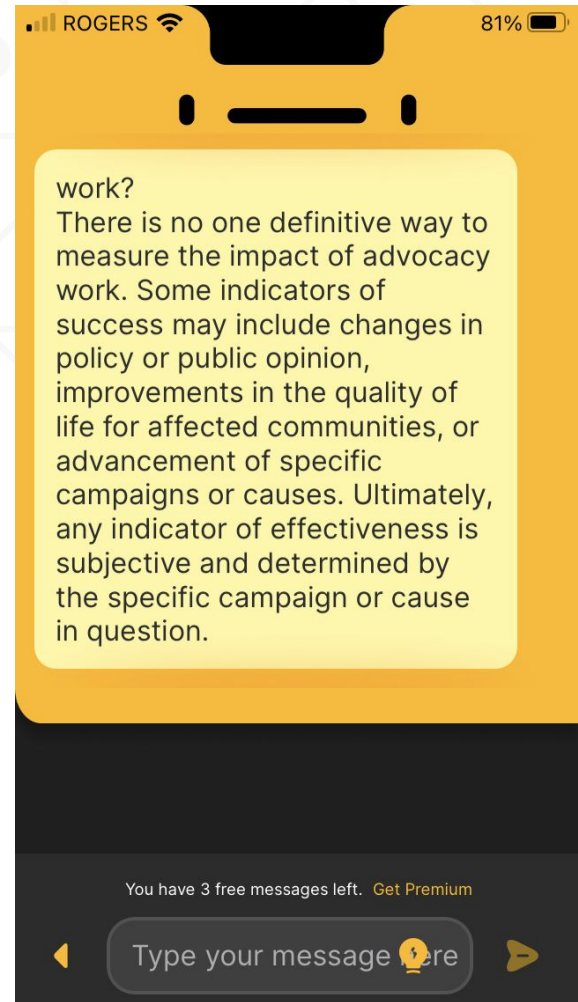 ROGERS 81%
work?
There is no one definitive way to
measure the impact of advocacy
work. Some indicators of
success may include changes in
policy or public opinion,
improvements in the quality of
life for affected communities, or
advancement of specific
campaigns or causes. Ultimately,
any indicator of effectiveness is
subjective and determined by
the specific campaign or cause
in question.
You have 3 free messages left. Get Premium
Type your message ere